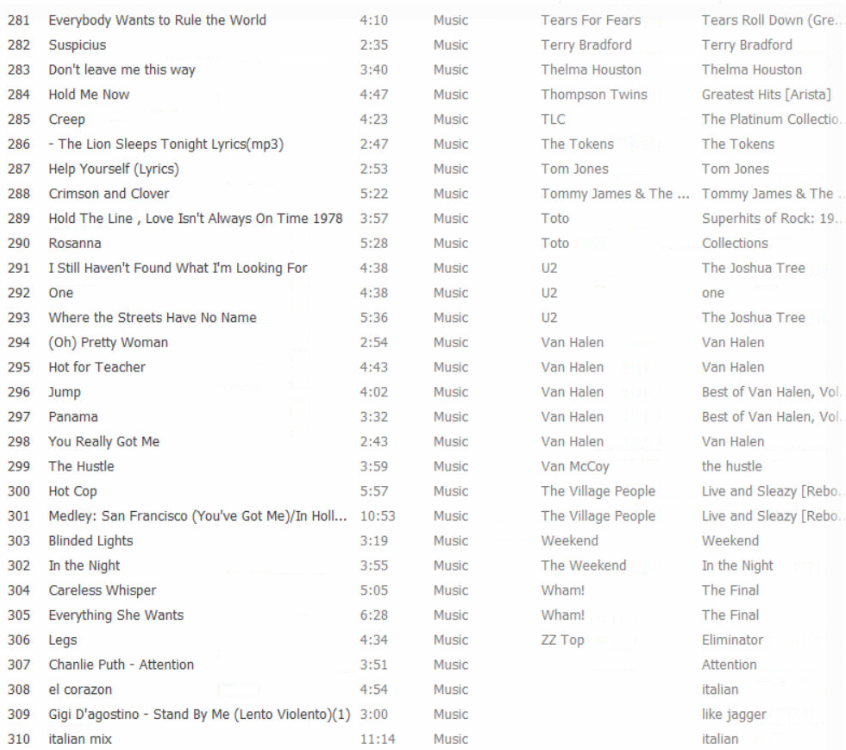 281 Everybody Wants to Rule the World 4:10 Music Tears For Fears Tears Roll Down (Gre...
282 Suspicius 2:35 Music Terry Bradford Terry Bradford
283 Don't leave me this way 3:40 Music Thelma Houston Thelma Houston
284 Hold Me Now 4:47 Music Thompson Twins Greatest Hits [Arista]
285 Creep 4:23 Music TLC The Platinum Collectio...
286 - The Lion Sleeps Tonight Lyrics(mp3) 2:47 Music The Tokens The Tokens
287 Help Yourself (Lyrics) 2:53 Music Tom Jones Tom Jones
288 Crimson and Clover 5:22 Music Tommy James & The ... Tommy James & The ...
289 Hold The Line , Love Isn't Always On Time 1978 3:57 Music Toto Superhits of Rock: 19...
290 Rosanna 5:28 Music Toto Collections
291 I Still Haven't Found What I'm Looking For 4:38 Music U2 The Joshua Tree
292 One 4:38 Music U2 one
293 Where the Streets Have No Name 5:36 Music U2 The Joshua Tree
294 (Oh) Pretty Woman 2:54 Music Van Halen Van Halen
295 Hot for Teacher 4:43 Music Van Halen Van Halen
296 Jump 4:02 Music Van Halen Best of Van Halen, Vol...
297 Panama 3:32 Music Van Halen Best of Van Halen, Vol...
298 You Really Got Me 2:43 Music Van Halen Van Halen
299 The Hustle 3:59 Music Van McCoy the hustle
300 Hot Cop 5:57 Music The Village People Live and Sleazy [Rebo...
301 Medley: San Francisco (You've Got Me)/In Holl... 10:53 Music The Village People Live and Sleazy [Rebo...
303 Blinded Lights 3:19 Music Weekend Weekend
302 In the Night 3:55 Music The Weekend In the Night
304 Careless Whisper 5:05 Music Wham! The Final
305 Everything She Wants 6:28 Music Wham! The Final
306 Legs 4:34 Music ZZ Top Eliminator
307 Chanlie Puth - Attention 3:51 Music Attention
308 el corazon 4:54 Music italian
309 Gigi D'agostino - Stand By Me (Lento Violento)(1) 3:00 Music like jagger
310 italian mix 11:14 Music italian